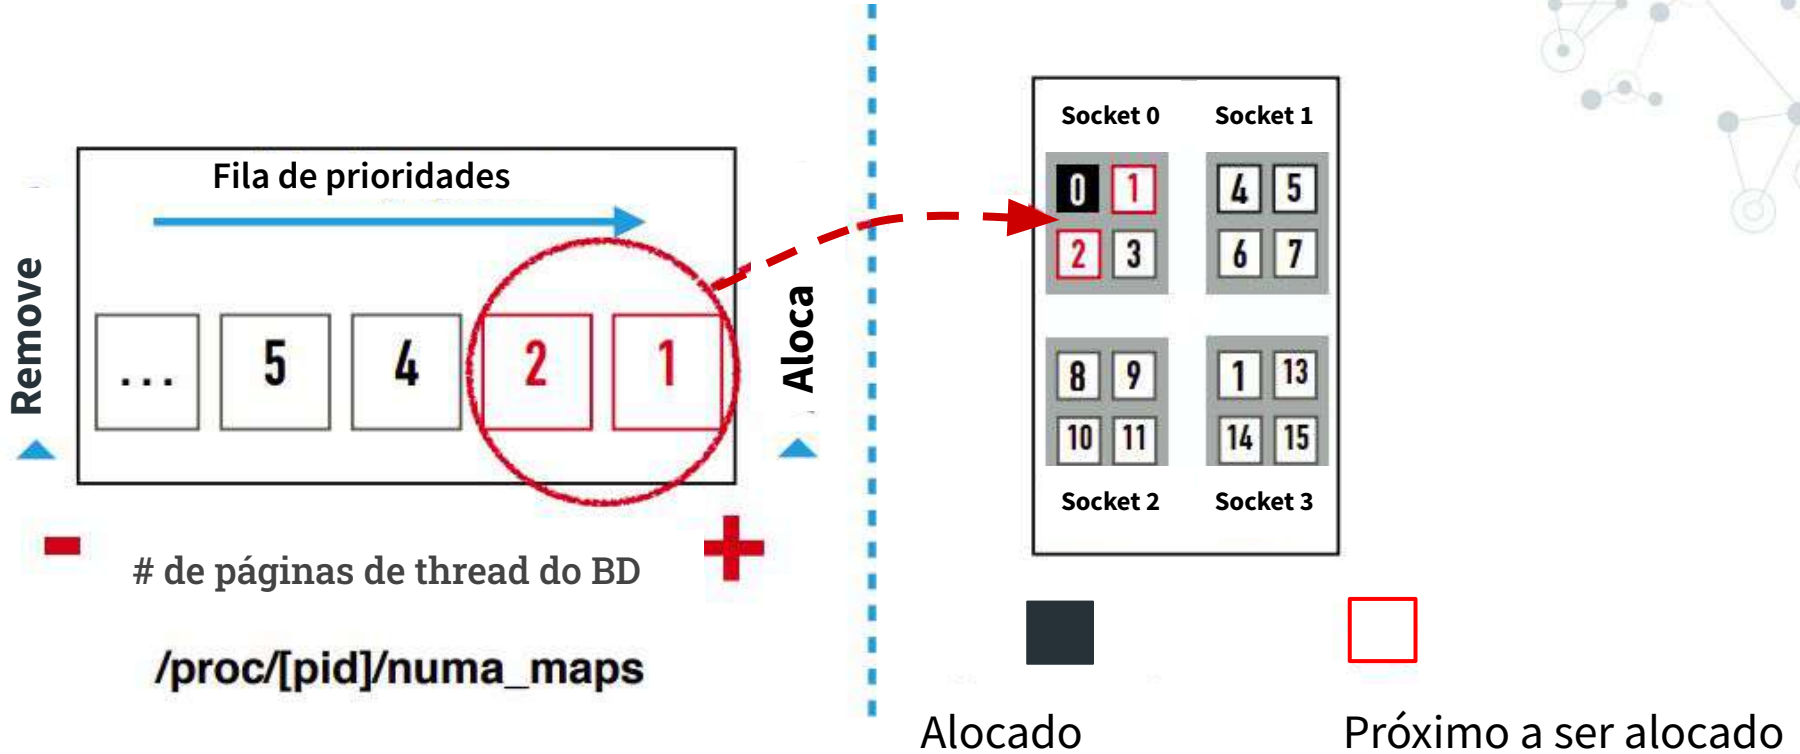 Fila de prioridades
Remove
... 5 4 2 1
Aloca
- +
# de páginas de thread do BD
/proc/[pid]/numa_maps
Socket 0 Socket 1
0 1 4 5
2 3 6 7
8 9 1 13
10 11 14 15
Socket 2 Socket 3
Alocado
Próximo a ser alocado